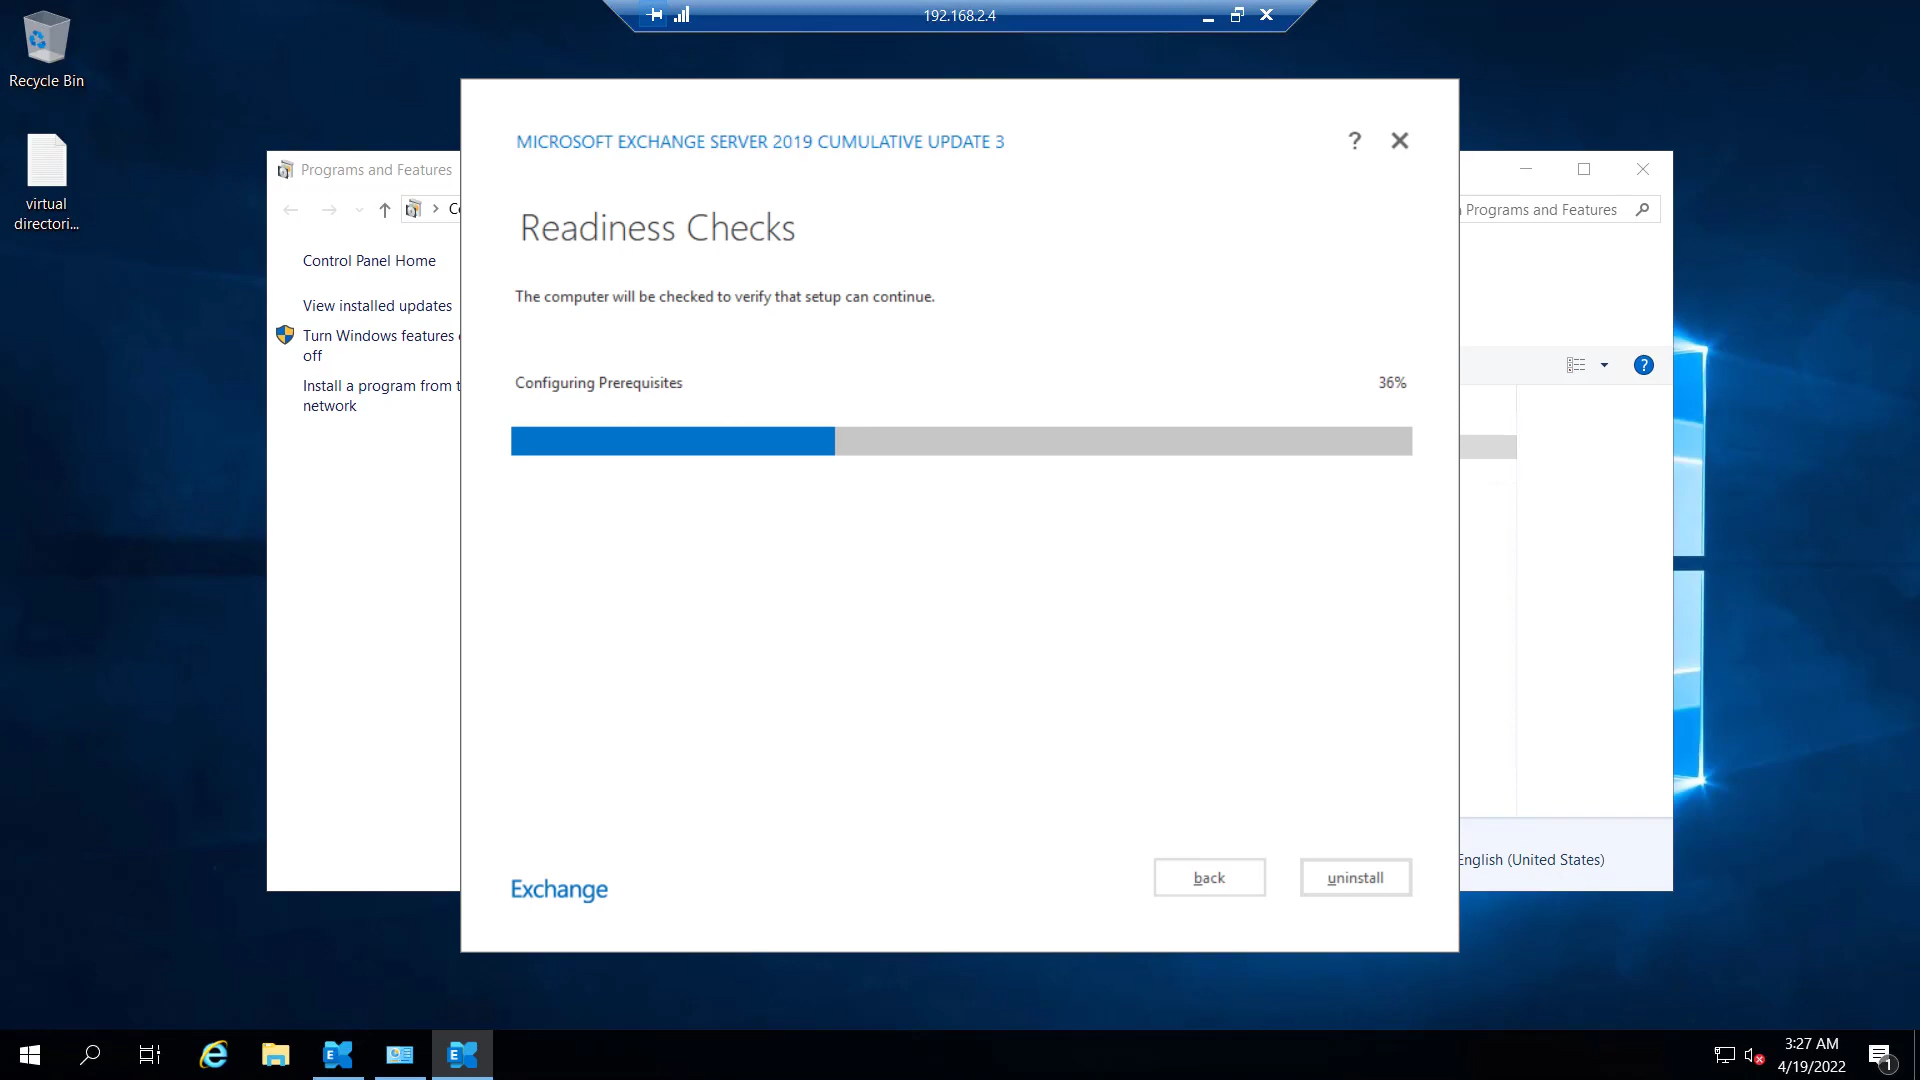 192.168.2.4
Recycle Bin
virtual
directori...
Programs and Features
Control Panel Home
View installed updates
Turn Windows features
off
Install a program from
network
MICROSOFT EXCHANGE SERVER 2019 CUMULATIVE UPDATE 3
?
Readiness Checks
The computer will be checked to verify that setup can continue.
Configuring Prerequisites
36%
Exchange
back
uninstall
Programs and Features
?
English (United States)
3:27 AM
4/19/2022
1